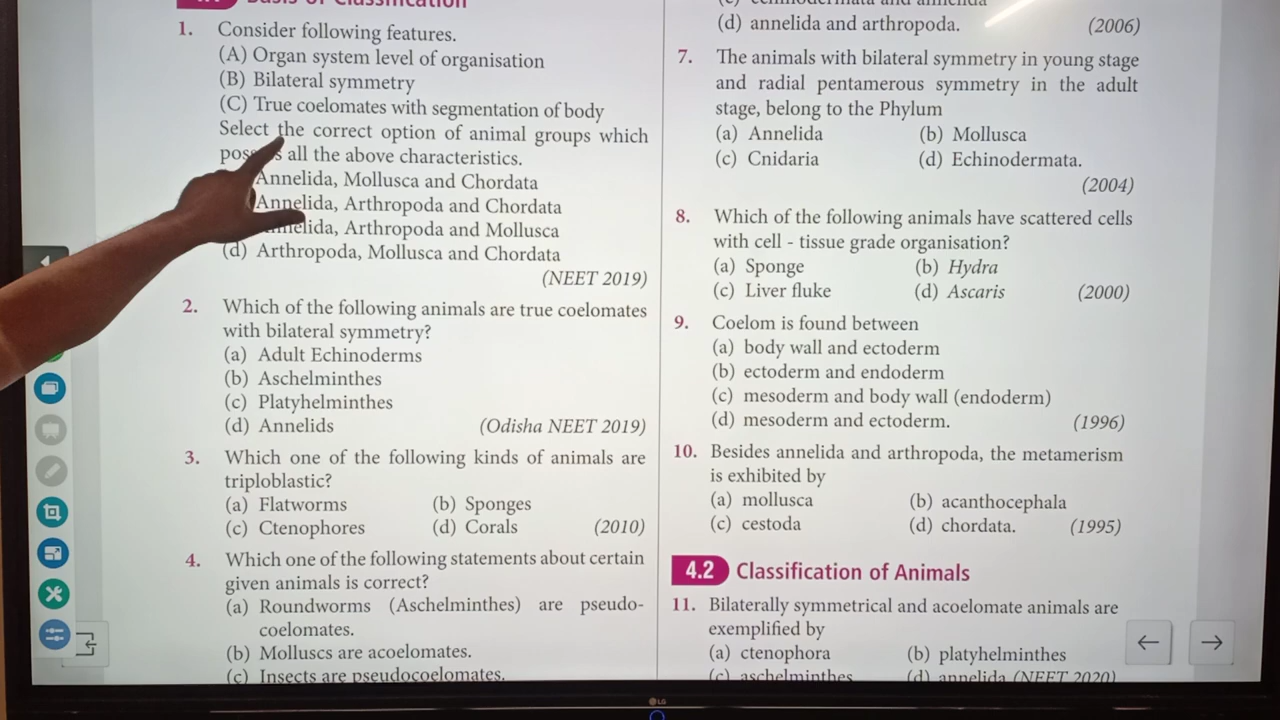 Basis of Classification
1. Consider following features.
(A) Organ system level of organisation
(B) Bilateral symmetry
(C) True coelomates with segmentation of body
Select the correct option of animal groups which
all the above characteristics.
Annelida, Mollusca and Chordata
Annelida, Arthropoda and Chordata
Arthropoda and Mollusca
(d) Arthropoda, Mollusca and Chordata
(NEET 2019)
2. Which of the following animals are true coelomates
with bilateral symmetry?
(a) Adult Echinoderms
(b) Aschelminthes
(c) Platyhelminthes
(d) Annelids (Odisha NEET 2019)
3. Which one of the following kinds of animals are
triploblastic?
(a) Flatworms (b) Sponges
(c) Ctenophores (d) Corals (2010)
4. Which one of the following statements about certain
given animals is correct?
(a) Roundworms (Aschelminthes) are pseudo-
coelomates.
(b) Molluscs are acoelomates.
(c) Insects are pseudocoelomates.
(d) annelida and arthropoda. (2006)
7. The animals with bilateral symmetry in young stage
and radial pentamerous symmetry in the adult
stage, belong to the Phylum
(a) Annelida (b) Mollusca
(c) Cnidaria (d) Echinodermata.
(2004)
8. Which of the following animals have scattered cells
with cell - tissue grade organisation?
(a) Sponge (b) Hydra
(c) Liver fluke (d) Ascaris (2000)
9. Coelom is found between
(a) body wall and ectoderm
(b) ectoderm and endoderm
(c) mesoderm and body wall (endoderm)
(d) mesoderm and ectoderm. (1996)
10. Besides annelida and arthropoda, the metamerism
is exhibited by
(a) mollusca (b) acanthocephala
(c) cestoda (d) chordata. (1995)
4.2 Classification of Animals
11. Bilaterally symmetrical and acoelomate animals are
exemplified by
(a) ctenophora (b) platyhelminthes
(c) aschelminthes (d) annelida (NEET 2020)
LG